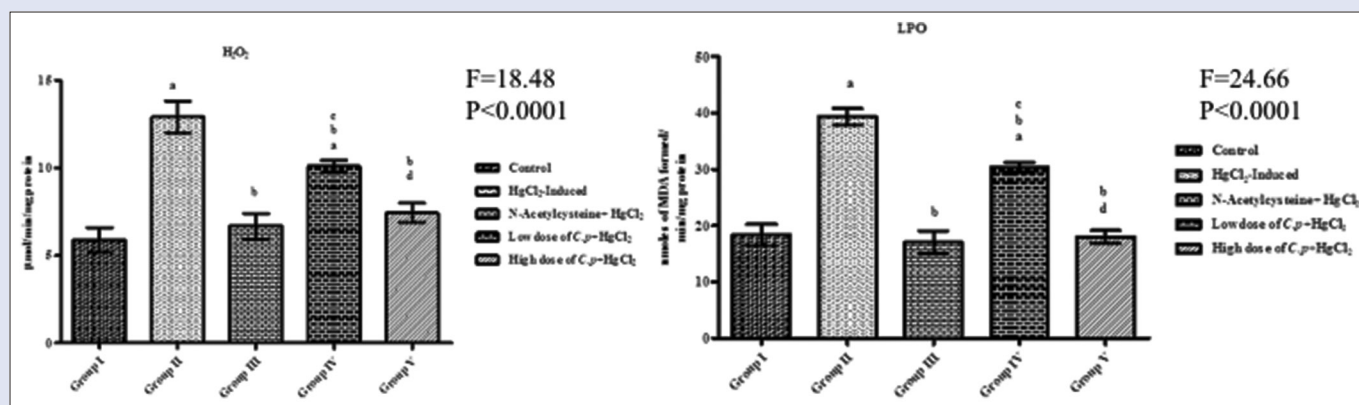 H₂O₂
F=18.48
P<0.0001
15
10
5
0
µmol/min/mg protein
a
b
c
b
a
b
d
Control
HgCl₂-Induced
N-Acetylcysteine+ HgCl₂
Low dose of C.p+HgCl₂
High dose of C.p+HgCl₂
Group I
Group II
Group III
Group IV
Group V
LPO
F=24.66
P<0.0001
50
40
30
20
10
0
nmoles of MDA formed/
min/mg protein
a
b
c
b
a
b
d
Control
HgCl₂-Induced
N-Acetylcysteine+ HgCl₂
Low dose of C.p+HgCl₂
High dose of C.p+HgCl₂
Group I
Group II
Group III
Group IV
Group V